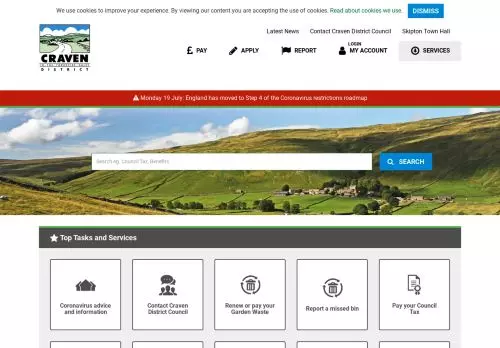 We use cookies to improve your experience. By viewing our content you are accepting the use of cookies. Read about cookies we use. DISMISS
Latest News Contact Craven District Council Skipton Town Hall
CRAVEN
DISTRICT
PAY APPLY REPORT LOGIN MY ACCOUNT SERVICES
Monday 19 July: England has moved to Step 4 of the Coronavirus restrictions roadmap
Search eg. Council Tax, Benefits SEARCH
Top Tasks and Services
Coronavirus advice
and information
Contact Craven
District Council
Renew or pay your
Garden Waste
Report a missed bin
Pay your Council
Tax